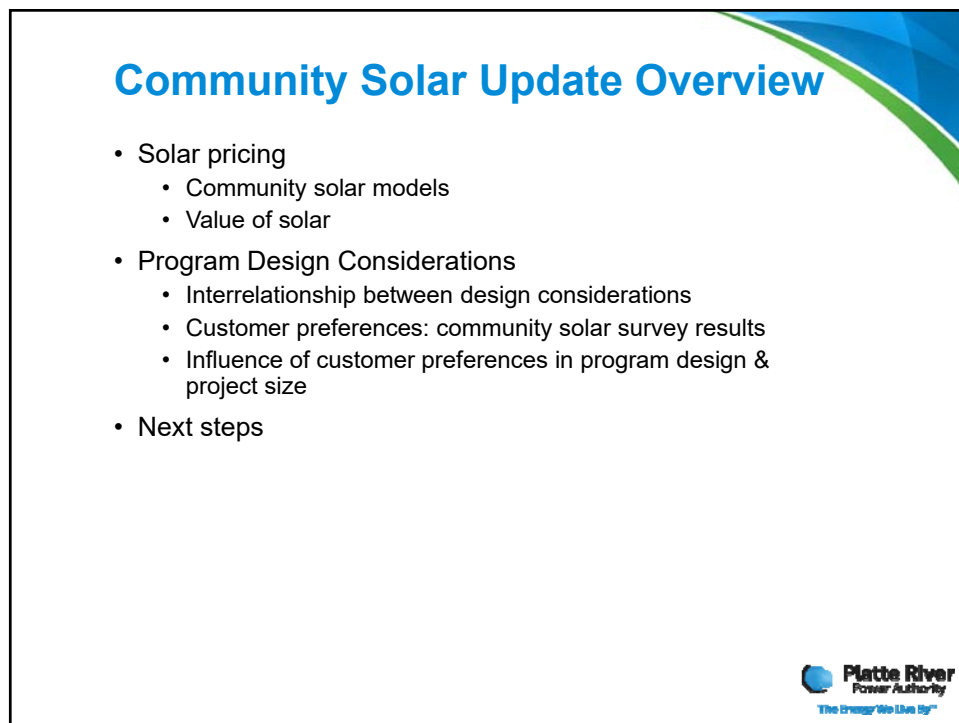 Community Solar Update Overview
• Solar pricing
• Community solar models
• Value of solar
• Program Design Considerations
• Interrelationship between design considerations
• Customer preferences: community solar survey results
• Influence of customer preferences in program design &
project size
• Next steps
Platte River
Power Authority
The Energy We Live By™